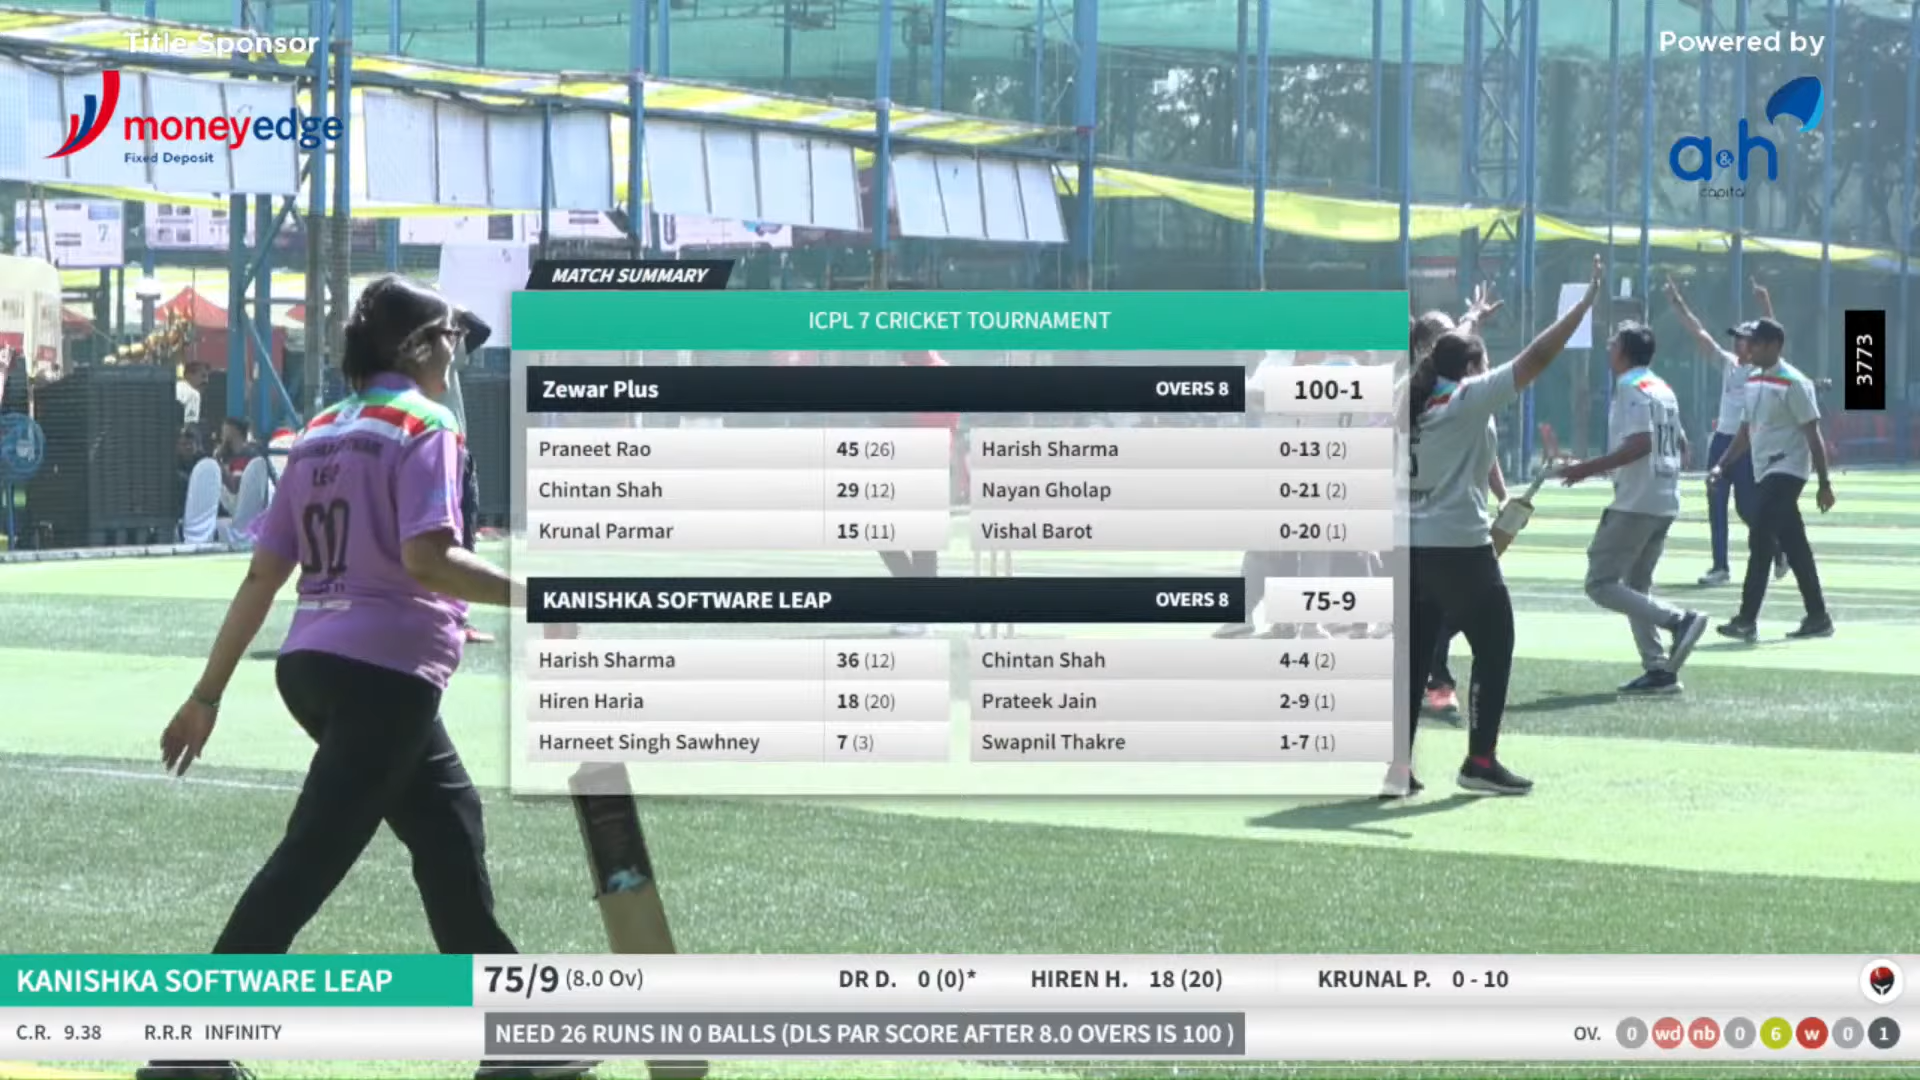 Title Sponsor
moneyedge
Fixed Deposit
Powered by
a&h
capital
3773
MATCH SUMMARY
ICPL 7 CRICKET TOURNAMENT
Zewar Plus OVERS 8 100-1
Praneet Rao 45 (26) Harish Sharma 0-13 (2)
Chintan Shah 29 (12) Nayan Gholap 0-21 (2)
Krunal Parmar 15 (11) Vishal Barot 0-20 (1)
KANISHKA SOFTWARE LEAP OVERS 8 75-9
Harish Sharma 36 (12) Chintan Shah 4-4 (2)
Hiren Haria 18 (20) Prateek Jain 2-9 (1)
Harneet Singh Sawhney 7 (3) Swapnil Thakre 1-7 (1)
LEAP
KANISHKA SOFTWARE LEAP 75/9 (8.0 Ov) DR D. 0 (0)* HIREN H. 18 (20) KRUNAL P. 0 - 10
C.R. 9.38 R.R.R INFINITY NEED 26 RUNS IN 0 BALLS (DLS PAR SCORE AFTER 8.0 OVERS IS 100 ) OV. 0 wd nb 0 6 w 0 1